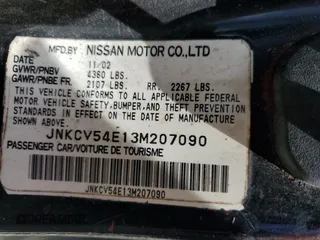 MFD.BY NISSAN MOTOR CO.,LTD
DATE 11/02
GVWR/PNBV 4360 LBS.
GAWR/PNBE FR. 2107 LBS. RR. 2267 LBS.
THIS VEHICLE CONFORMS TO ALL APPLICABLE FEDERAL
MOTOR VEHICLE SAFETY,BUMPER,AND THEFT PREVENTION
STANDARDS IN EFFECT ON THE DATE OF MANUFACTURE
SHOWN ABOVE.
JNKCV54E13M207090
PASSENGER CAR/VOITURE DE TOURISME
JNKCV54E13M207090